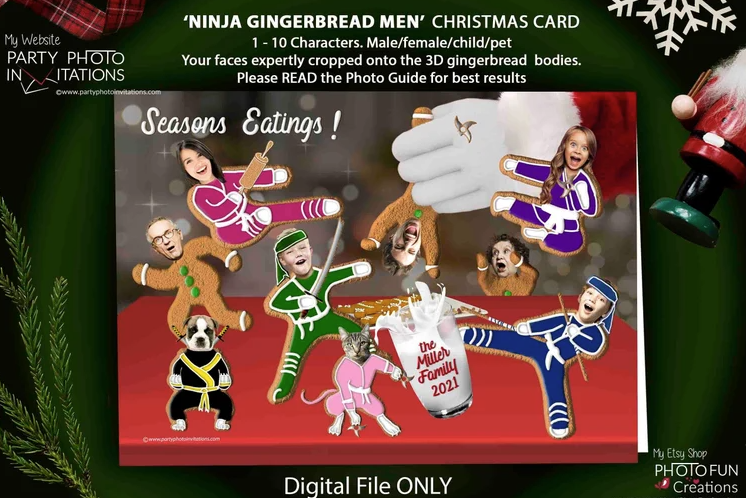 'NINJA GINGERBREAD MEN' CHRISTMAS CARD
1 - 10 Characters. Male/female/child/pet
Your faces expertly cropped onto the 3D gingerbread bodies.
Please READ the Photo Guide for best results
My Website
PARTY PHOTO
INVITATIONS
©www.partyphotoinvitations.com
Seasons Eatings !
the
Miller
Family
2021
©www.partyphotoinvitations.com
Digital File ONLY
My Etsy Shop
PHOTO FUN
Creations